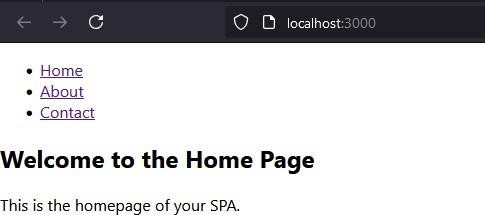 localhost:3000
Home
About
Contact
Welcome to the Home Page
This is the homepage of your SPA.